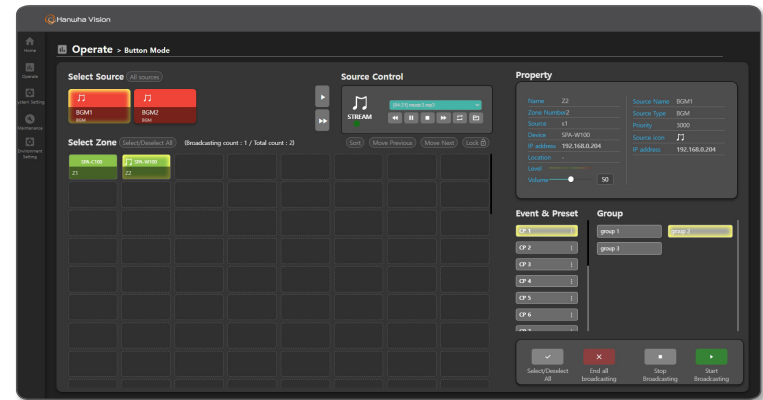 Hanwha Vision
Home
Operate
System Setting
Maintenance
Environment
Setting
Operate > Button Mode
Select Source
All sources
BGM1
BGM
BGM2
BGM
Source Control
STREAM
Select Zone
Select/Deselect All
(Broadcasting count : 1 / Total count : 2)
Sort
Move Previous
Move Next
Lock
SPA-C100
Z1
SPA-W100
Z2
Property
Name Z2
Zone Number2
Source s1
Device SPA-W100
IP address 192.168.0.204
Location -
Level
Volume 50
Source Name BGM1
Source Type BGM
Priority 3000
Source icon
IP address 192.168.0.204
Event & Preset
CP 1
CP 2
CP 3
CP 4
CP 5
CP 6
Group
group 1
group 2
group 3
Select/Deselect
All
End all
broadcasting
Stop
Broadcasting
Start
Broadcasting